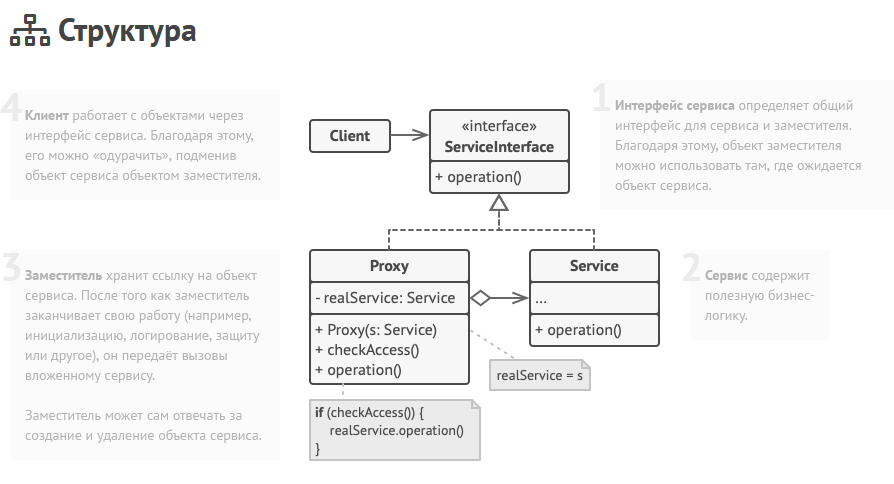 Структура
1
Интерфейс сервиса определяет общий
интерфейс для сервиса и заместителя.
Благодаря этому, объект заместителя
можно использовать там, где ожидается
объект сервиса.
4
Клиент работает с объектами через
интерфейс сервиса. Благодаря этому,
его можно «одурачить», подменив
объект сервиса объектом заместителя.
Client
«interface»
ServiceInterface
+ operation()
3
Заместитель хранит ссылку на объект
сервиса. После того как заместитель
заканчивает свою работу (например,
инициализацию, логирование, защиту
или другое), он передаёт вызовы
вложенному сервису.
Заместитель может сам отвечать за
создание и удаление объекта сервиса.
Proxy
- realService: Service
+ Proxy(s: Service)
+ checkAccess()
+ operation()
Service
...
+ operation()
2
Сервис содержит
полезную бизнес-
логику.
realService = s
if (checkAccess()) {
realService.operation()
}